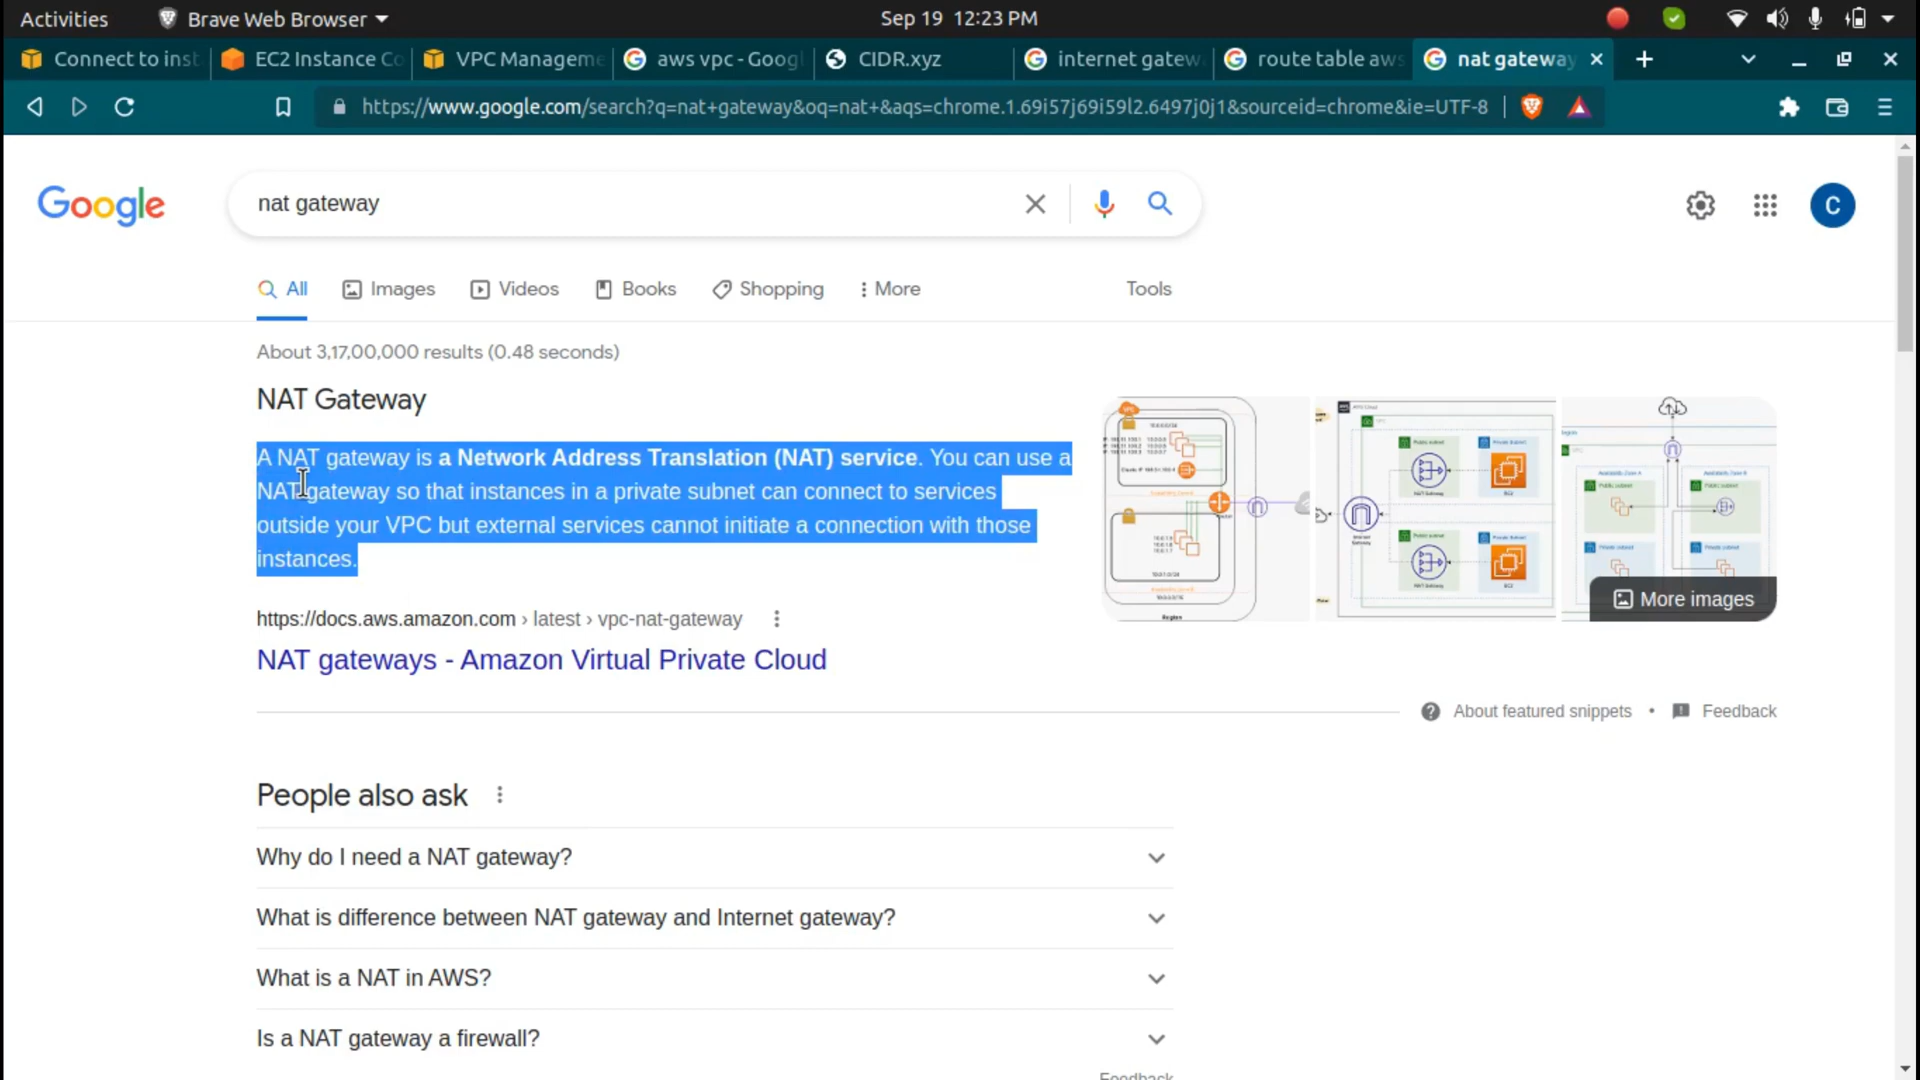 Activities
Brave Web Browser
Sep 19 12:23 PM
Connect to inst
EC2 Instance Co
VPC Manageme
aws vpc - Googl
CIDR.xyz
internet gatew
route table aws
nat gateway
https://www.google.com/search?q=nat+gateway&oq=nat+&aqs=chrome.1.69i57j69i59l2.6497j0j1&sourceid=chrome&ie=UTF-8
Google
nat gateway
C
All
Images
Videos
Books
Shopping
More
Tools
About 3,17,00,000 results (0.48 seconds)
NAT Gateway
A NAT gateway is a Network Address Translation (NAT) service. You can use a
NAT gateway so that instances in a private subnet can connect to services
outside your VPC but external services cannot initiate a connection with those
instances.
More images
Region
https://docs.aws.amazon.com › latest › vpc-nat-gateway
NAT gateways - Amazon Virtual Private Cloud
About featured snippets • Feedback
People also ask
Why do I need a NAT gateway?
What is difference between NAT gateway and Internet gateway?
What is a NAT in AWS?
Is a NAT gateway a firewall?
Feedback